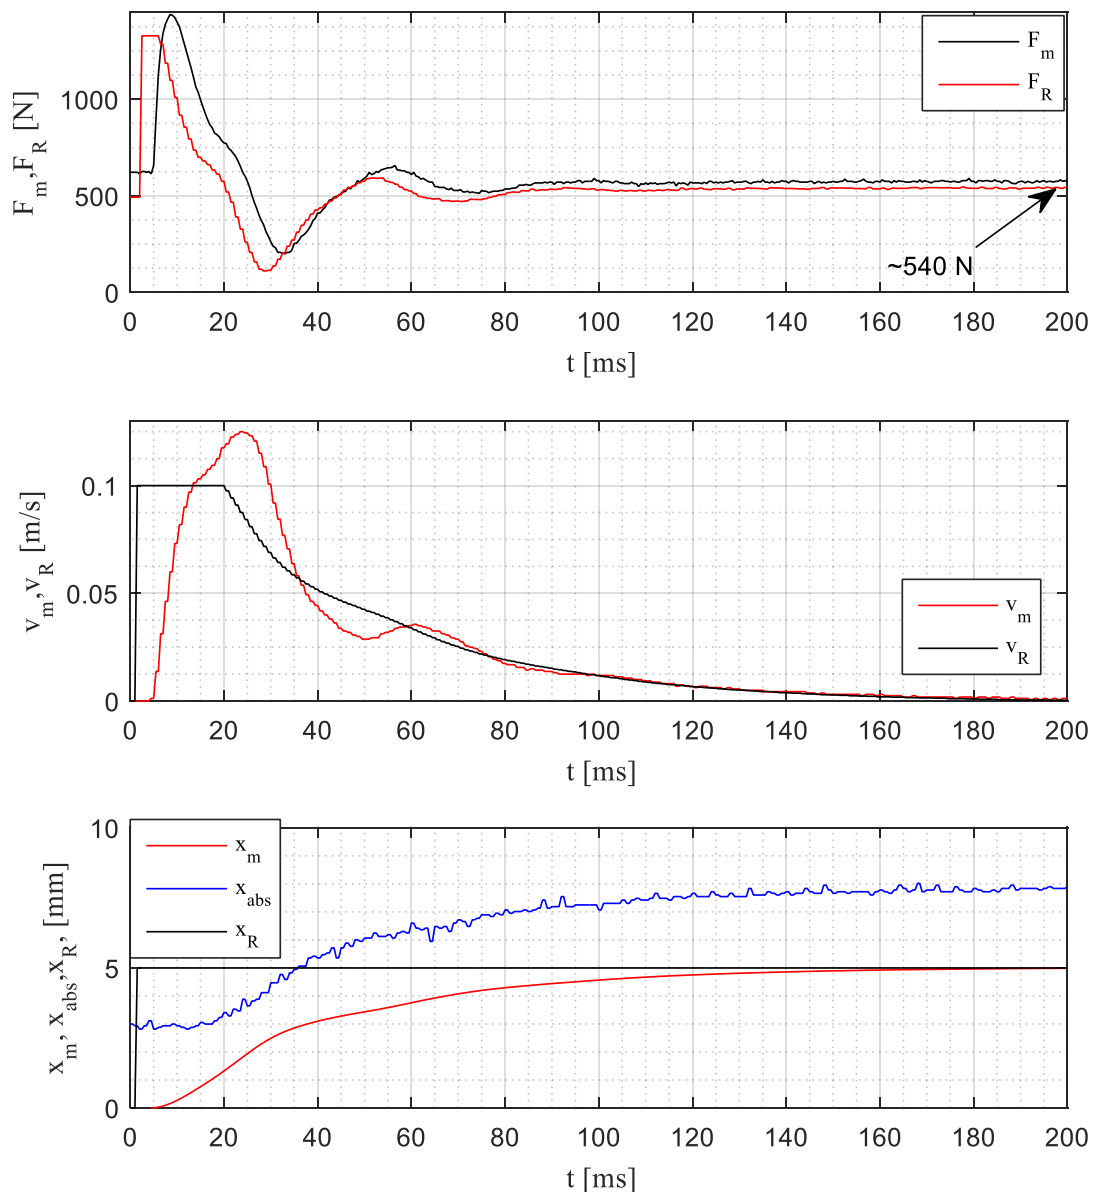 F_m,F_R [N]
1000
500
0
F_m
F_R
~540 N
0 20 40 60 80 100 120 140 160 180 200
t [ms]
v_m,v_R [m/s]
0.1
0.05
0
v_m
v_R
0 20 40 60 80 100 120 140 160 180 200
t [ms]
x_m, x_abs,x_R, [mm]
10
5
0
x_m
x_abs
x_R
0 20 40 60 80 100 120 140 160 180 200
t [ms]